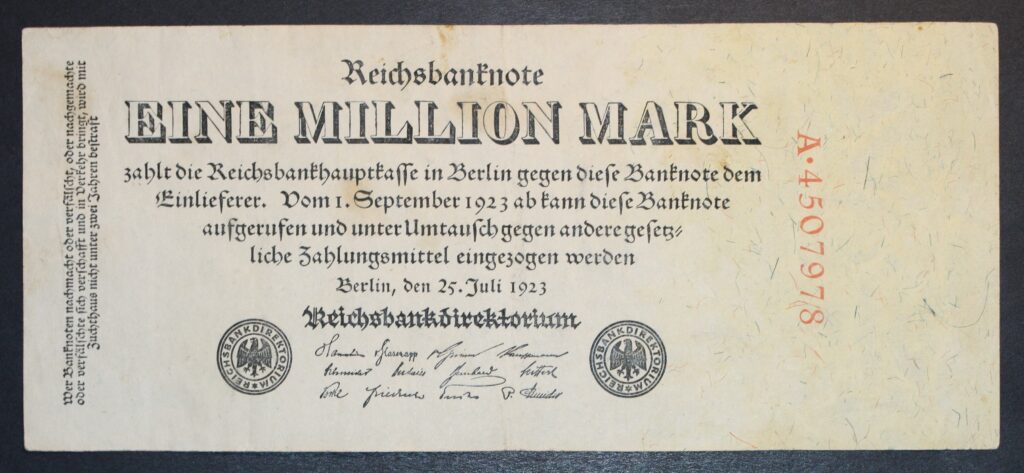 Wer Banknoten nachmacht oder verfälscht, oder nachgemachte
oder verfälschte sich verschafft und in Verkehr bringt, wird mit
Zuchthaus nicht unter zwei Jahren bestraft
Reichsbanknote
EINE MILLION MARK
zahlt die Reichsbankhauptkasse in Berlin gegen diese Banknote dem
Einlieferer. Vom 1. September 1923 ab kann diese Banknote
aufgerufen und unter Umtausch gegen andere gesetz-
liche Zahlungsmittel eingezogen werden
Berlin, den 25. Juli 1923
Reichsbankdirektorium
REICHSBANKDIREKTORIUM
REICHSBANKDIREKTORIUM
A·4507978